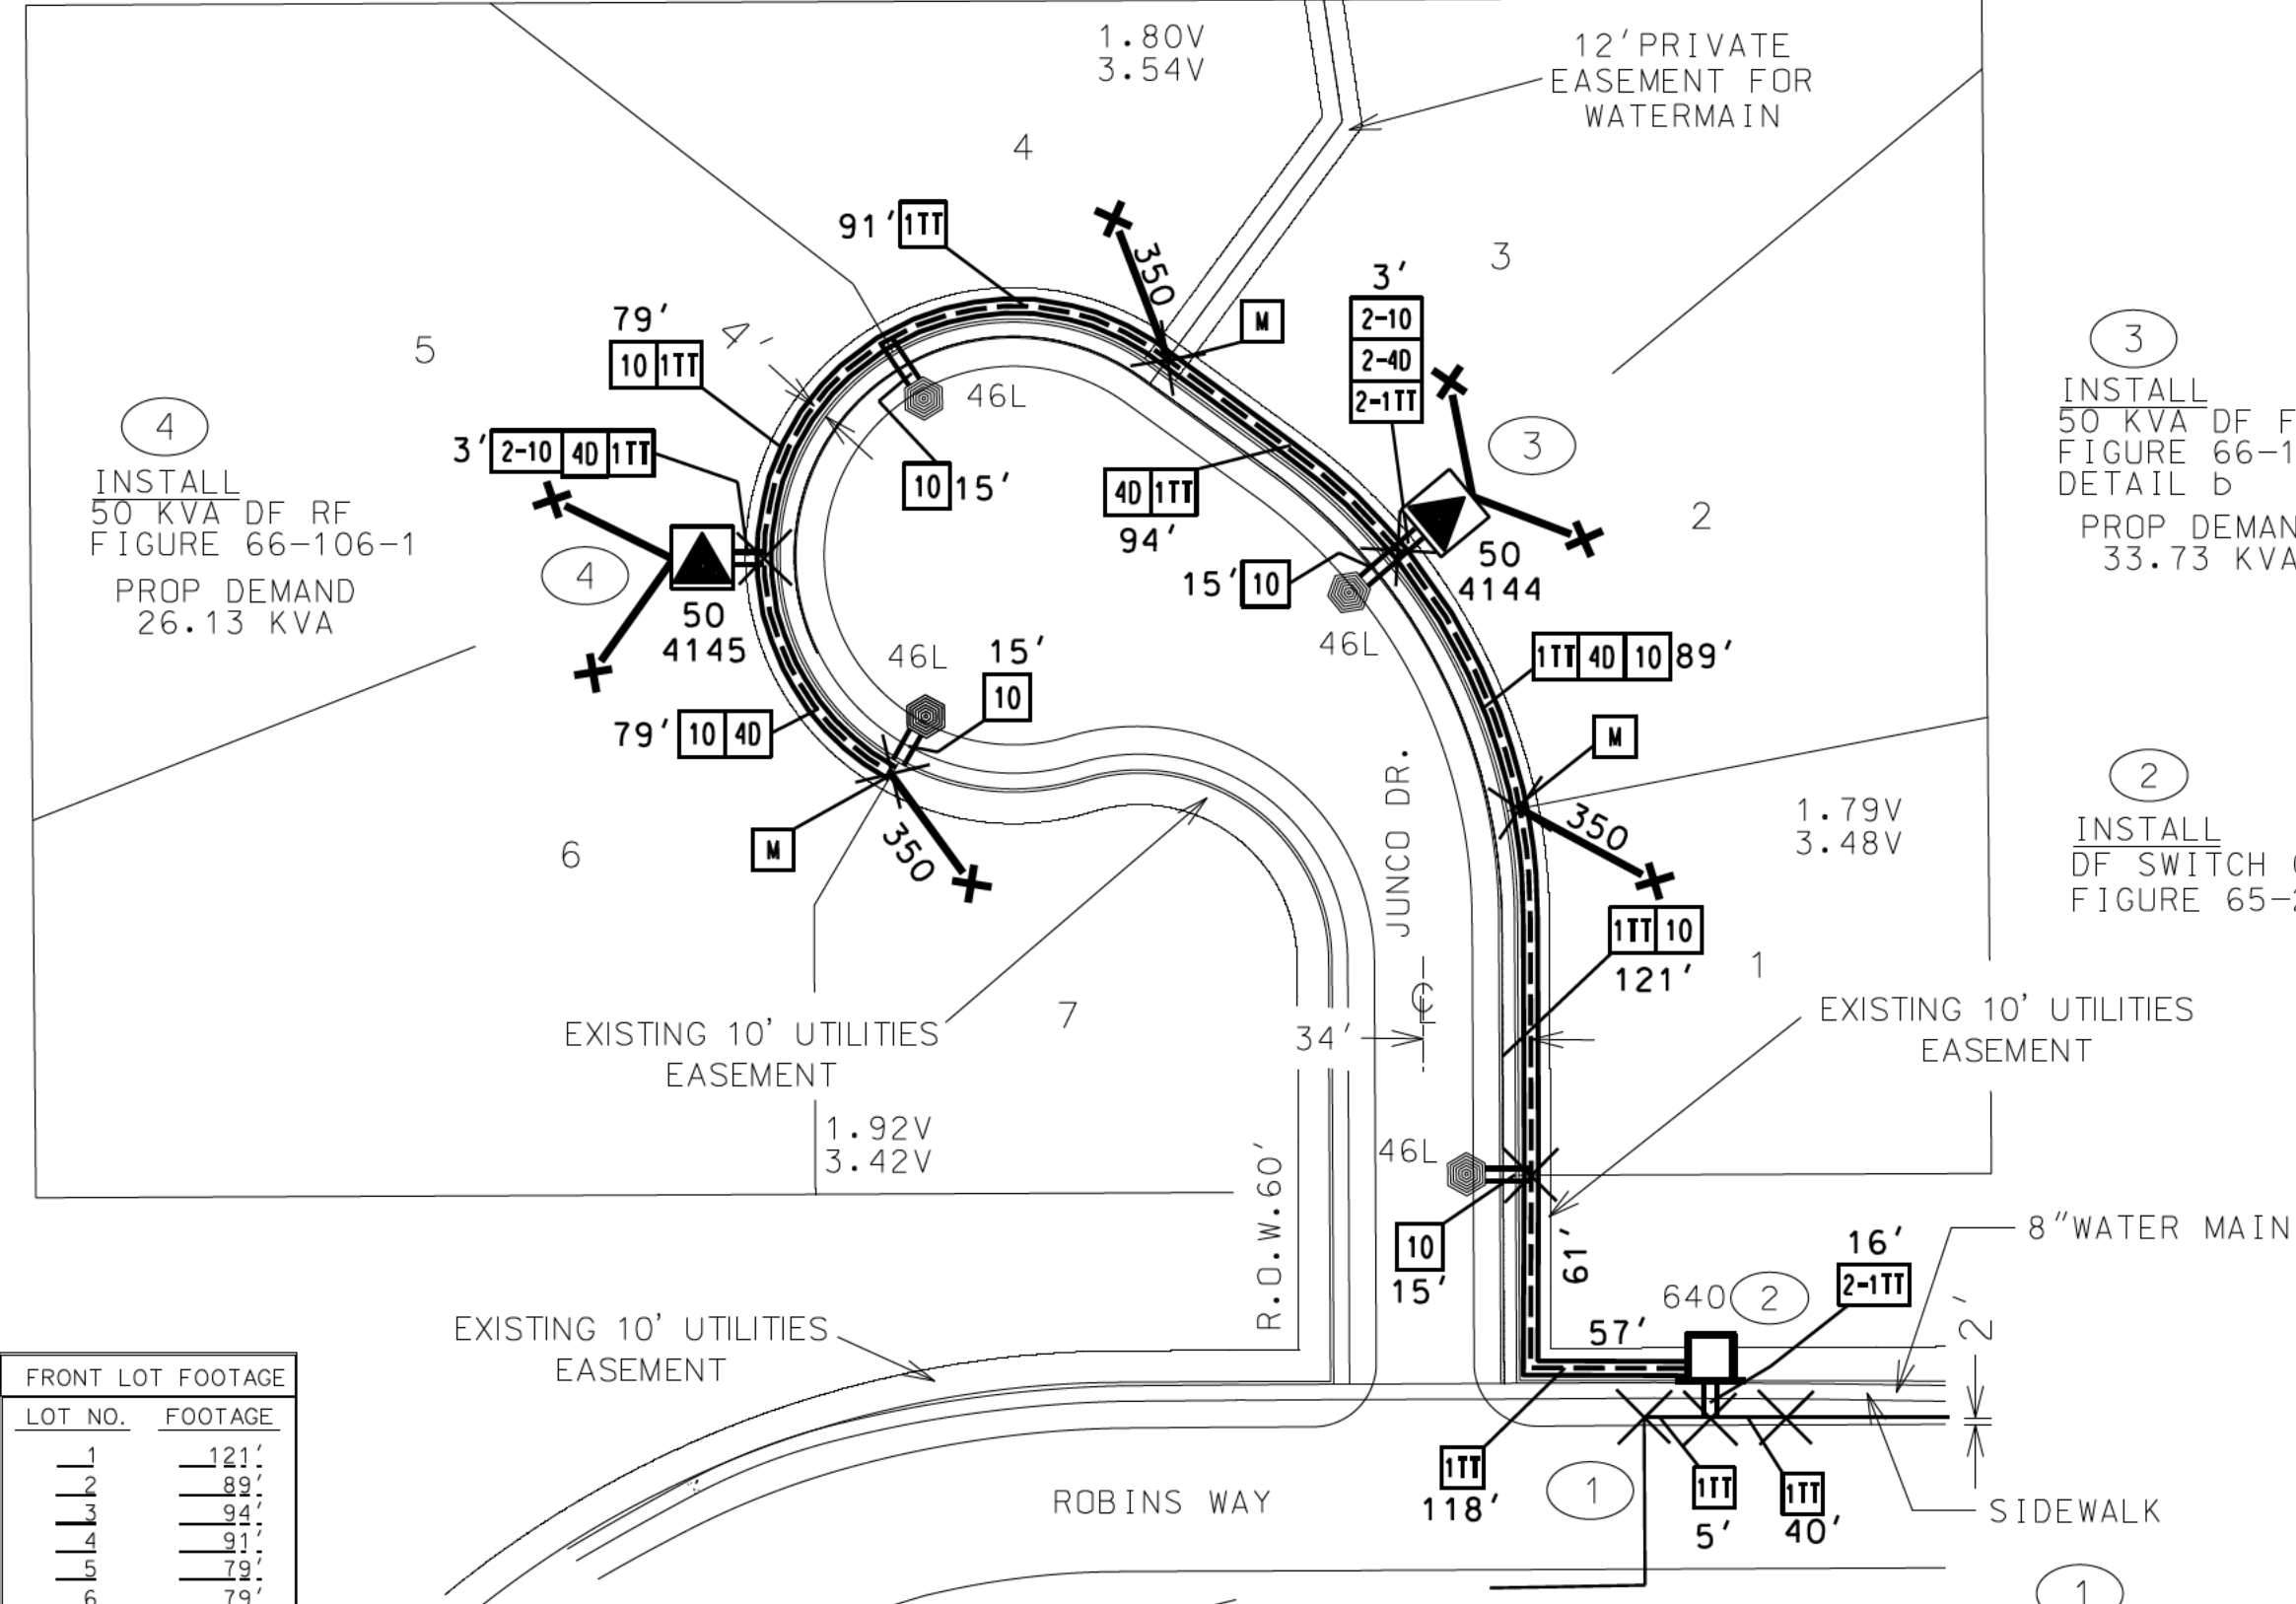 1.80V
3.54V
12'PRIVATE
EASEMENT FOR
WATERMAIN
4
91' 1TT
350
3
3'
2-10
2-4D
2-1TT
M
79'
10 1TT
4'
5
46L
4
INSTALL
50 KVA DF RF
FIGURE 66-106-1
PROP DEMAND
26.13 KVA
3' 2-10 4D 1TT
10 15'
4D 1TT
94'
3
2
3
INSTALL
50 KVA DF F
FIGURE 66-1
DETAIL b
PROP DEMAN
33.73 KVA
4
50
4145
15' 10
50
4144
46L
46L
15'
10
1TT 4D 10 89'
79' 10 4D
M
M
350
JUNCO DR.
350
1.79V
3.48V
2
INSTALL
DF SWITCH
FIGURE 65-
6
1TT 10
121'
1
7
EXISTING 10' UTILITIES
EASEMENT
℄
34'
EXISTING 10' UTILITIES
EASEMENT
1.92V
3.42V
R.O.W.60'
46L
10
15'
61'
8"WATER MAIN
16'
2-1TT
640 2
57'
2'
EXISTING 10' UTILITIES
EASEMENT
FRONT LOT FOOTAGE
LOT NO. FOOTAGE
1 121'
2 89'
3 94'
4 91'
5 79'
6 79'
ROBINS WAY
1TT
118'
1
1TT
5'
1TT
40'
SIDEWALK
1